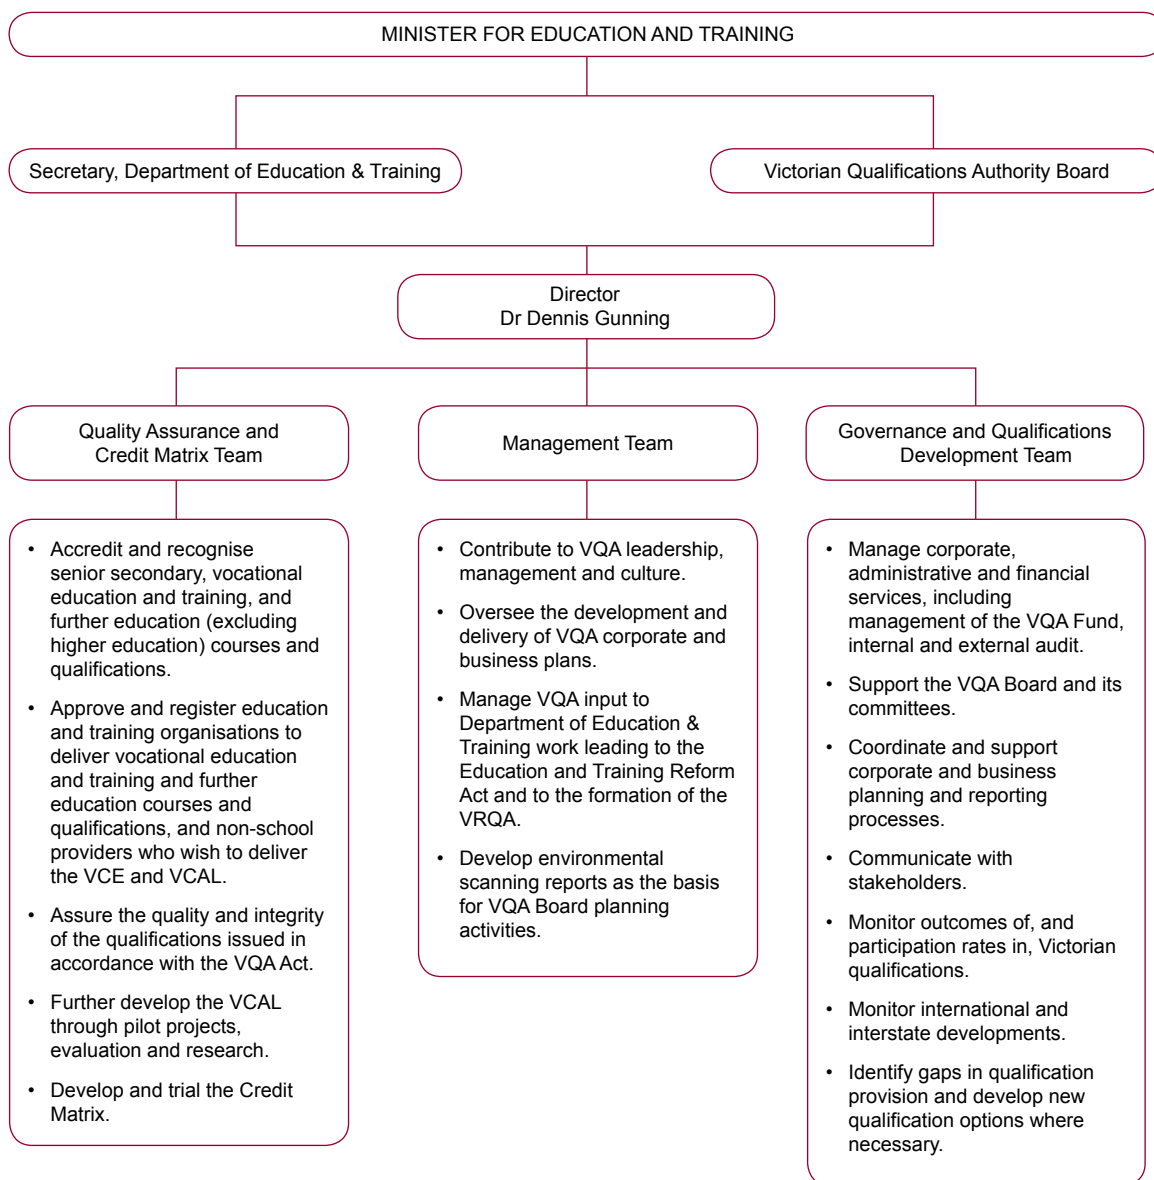 MINISTER FOR EDUCATION AND TRAINING
Secretary, Department of Education & Training
Victorian Qualifications Authority Board
Director
Dr Dennis Gunning
Quality Assurance and
Credit Matrix Team
Management Team
Governance and Qualifications
Development Team
• Accredit and recognise
senior secondary, vocational
education and training, and
further education (excluding
higher education) courses and
qualifications.
• Approve and register education
and training organisations to
deliver vocational education
and training and further
education courses and
qualifications, and non-school
providers who wish to deliver
the VCE and VCAL.
• Assure the quality and integrity
of the qualifications issued in
accordance with the VQA Act.
• Further develop the VCAL
through pilot projects,
evaluation and research.
• Develop and trial the Credit
Matrix.
• Contribute to VQA leadership,
management and culture.
• Oversee the development and
delivery of VQA corporate and
business plans.
• Manage VQA input to
Department of Education &
Training work leading to the
Education and Training Reform
Act and to the formation of the
VRQA.
• Develop environmental
scanning reports as the basis
for VQA Board planning
activities.
• Manage corporate,
administrative and financial
services, including
management of the VQA Fund,
internal and external audit.
• Support the VQA Board and its
committees.
• Coordinate and support
corporate and business
planning and reporting
processes.
• Communicate with
stakeholders.
• Monitor outcomes of, and
participation rates in, Victorian
qualifications.
• Monitor international and
interstate developments.
• Identify gaps in qualification
provision and develop new
qualification options where
necessary.